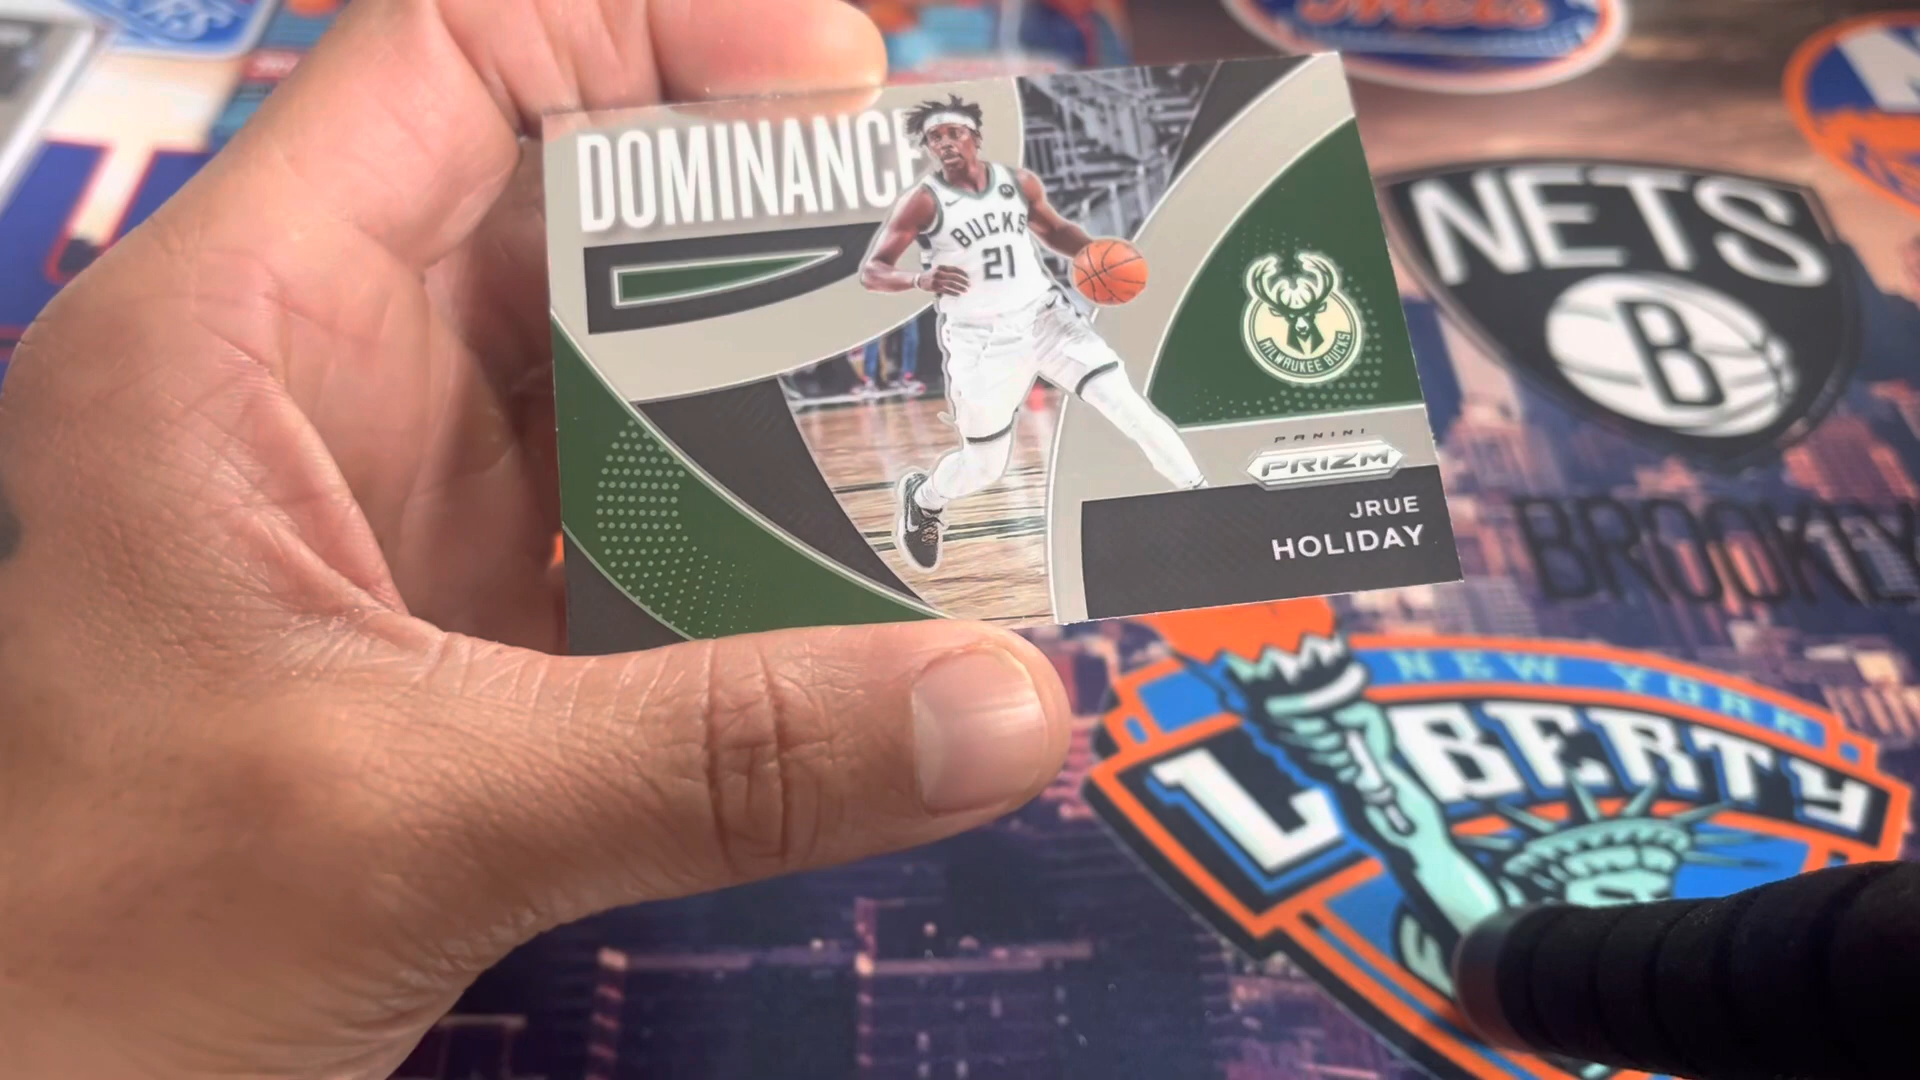 DOMINANCE
BUCKS
21
MILWAUKEE BUCKS
PANINI
PRIZM
JRUE
HOLIDAY
NETS
B
BROOKLY
NEW YORK
LIBERTY